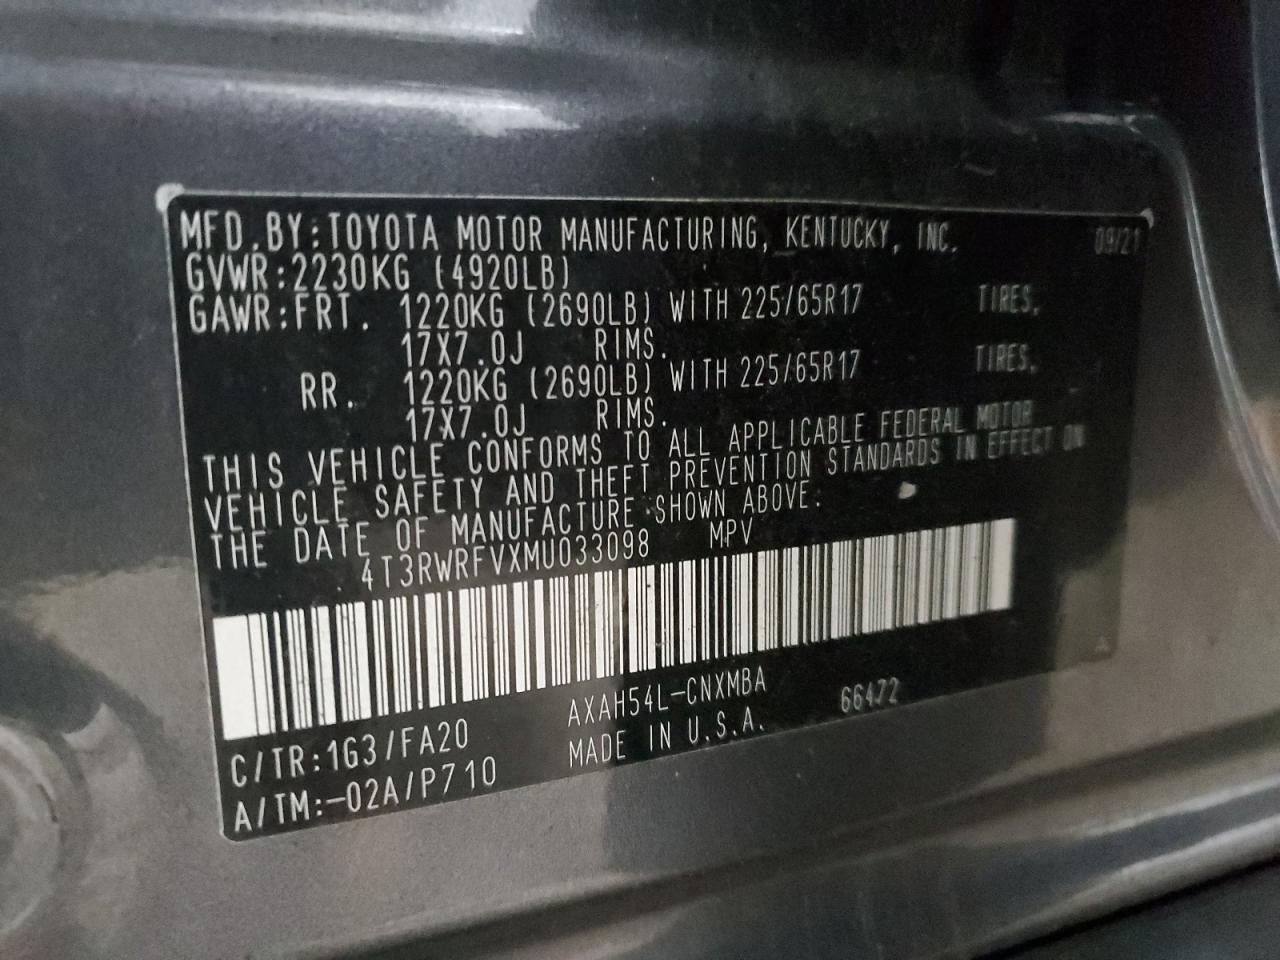 MFD.BY:TOYOTA MOTOR MANUFACTURING, KENTUCKY, INC. 09/21
GVWR:2230KG (4920LB)
GAWR:FRT. 1220KG (2690LB) WITH 225/65R17 TIRES,
17X7.0J RIMS.
RR. 1220KG (2690LB) WITH 225/65R17 TIRES,
17X7.0J RIMS.
THIS VEHICLE CONFORMS TO ALL APPLICABLE FEDERAL MOTOR
VEHICLE SAFETY AND THEFT PREVENTION STANDARDS IN EFFECT ON
THE DATE OF MANUFACTURE SHOWN ABOVE.
4T3RWRFVXMU033098 MPV
C/TR:1G3/FA20 AXAH54L-CNXMBA 66472
A/TM:-02A/P710 MADE IN U.S.A.